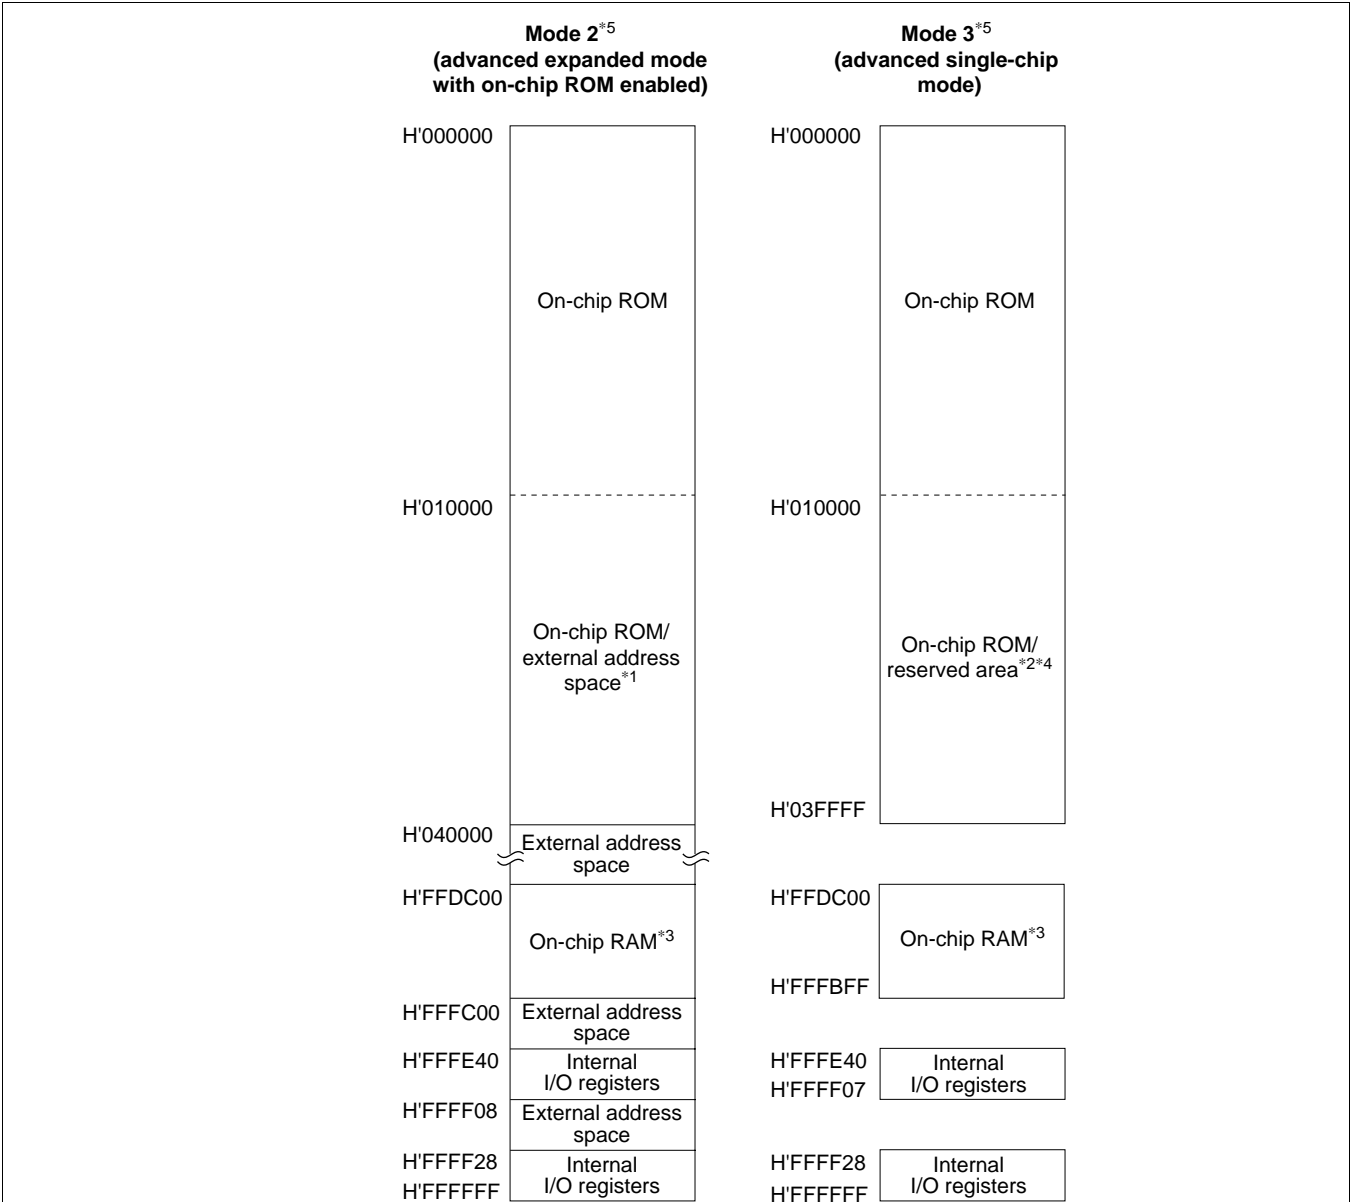 Mode 2*5
(advanced expanded mode
with on-chip ROM enabled)
Mode 3*5
(advanced single-chip
mode)
H'000000
On-chip ROM
H'010000
On-chip ROM/
external address
space*1
H'040000
External address
space
H'FFDC00
On-chip RAM*3
H'FFFC00
External address
space
H'FFFE40
Internal
I/O registers
H'FFFF08
External address
space
H'FFFF28
Internal
I/O registers
H'FFFFFF
H'000000
On-chip ROM
H'010000
On-chip ROM/
reserved area*2*4
H'03FFFF
H'FFDC00
On-chip RAM*3
H'FFFBFF
H'FFFE40
Internal
I/O registers
H'FFFF07
H'FFFF28
Internal
I/O registers
H'FFFFFF